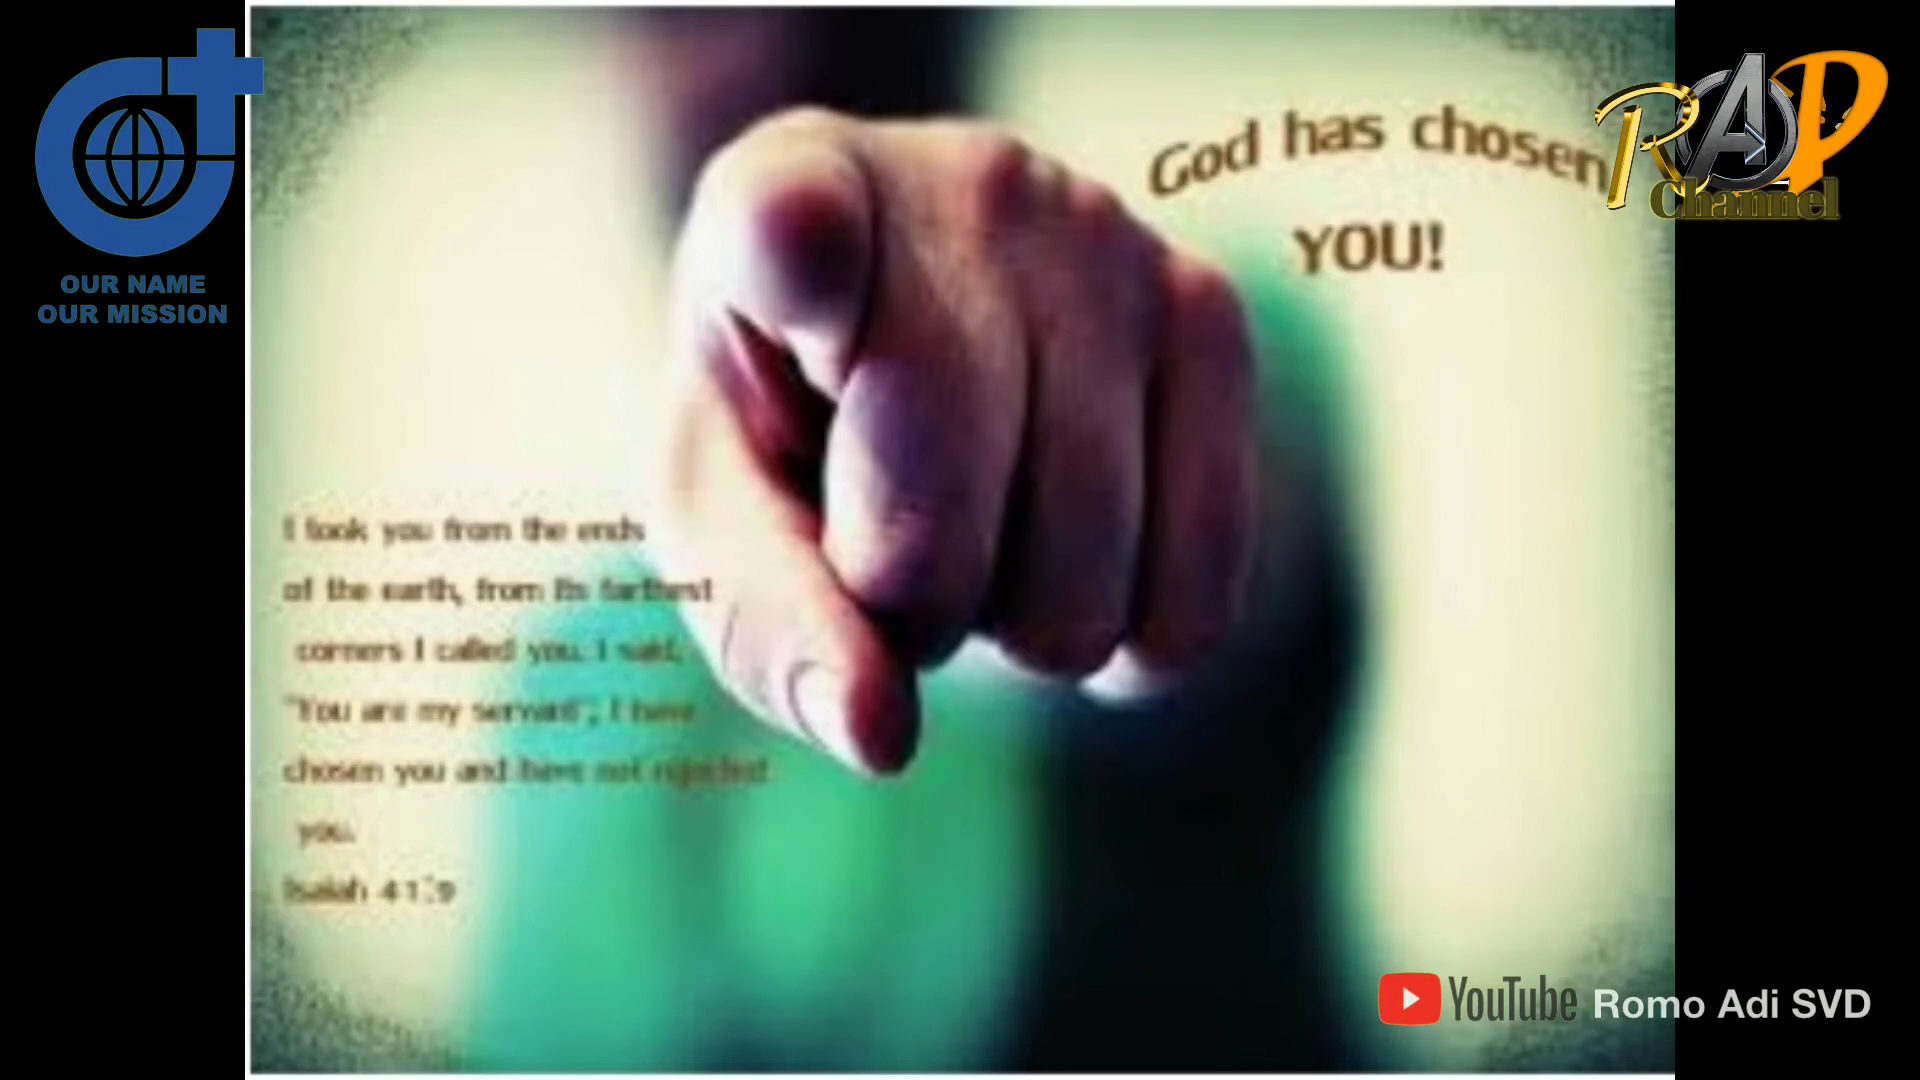 OUR NAME
OUR MISSION
God has chosen
YOU!
RAP
Channel
I took you from the ends
of the earth, from its farthest
corners I called you. I said,
"You are my servant"; I have
chosen you and have not rejected
you.
Isaiah 41:9
YouTube Romo Adi SVD